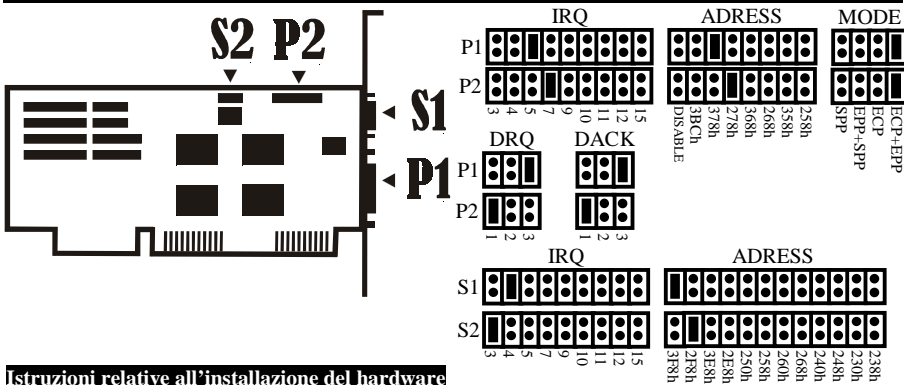 S2 P2
S1
P1
IRQ ADRESS MODE
P1
P2
3 4 5 7 9 10 11 12 15
DISABLE 3BCh 378h 278h 368h 268h 358h 258h
SPP EPP+SPP ECP ECP+EPP
DRQ DACK
P1
P2
1 2 3 1 2 3
IRQ ADRESS
S1
S2
3 4 5 7 9 10 11 12 15
3F8h 2F8h 3E8h 2E8h 250h 258h 260h 268h 240h 248h 230h 238h
Istruzioni relative all'installazione del hardware